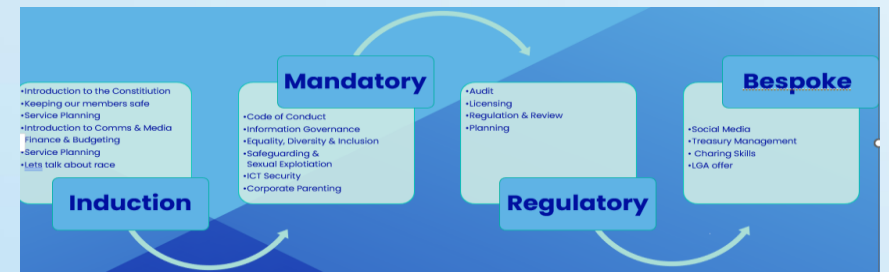 •Introduction to the Constitiution
•Keeping our members safe
•Service Planning
•Introduction to Comms & Media
Finance & Budgeting
•Service Planning
•Lets talk about race
Induction
Mandatory
•Code of Conduct
•Information Governance
•Equality, Diversity & Inclusion
•Safeguarding &
Sexual Explotiation
•ICT Security
•Corporate Parenting
•Audit
•Licensing
•Regulation & Review
•Planning
Regulatory
Bespoke
•Social Media
•Treasury Management
• Charing Skills
•LGA offer